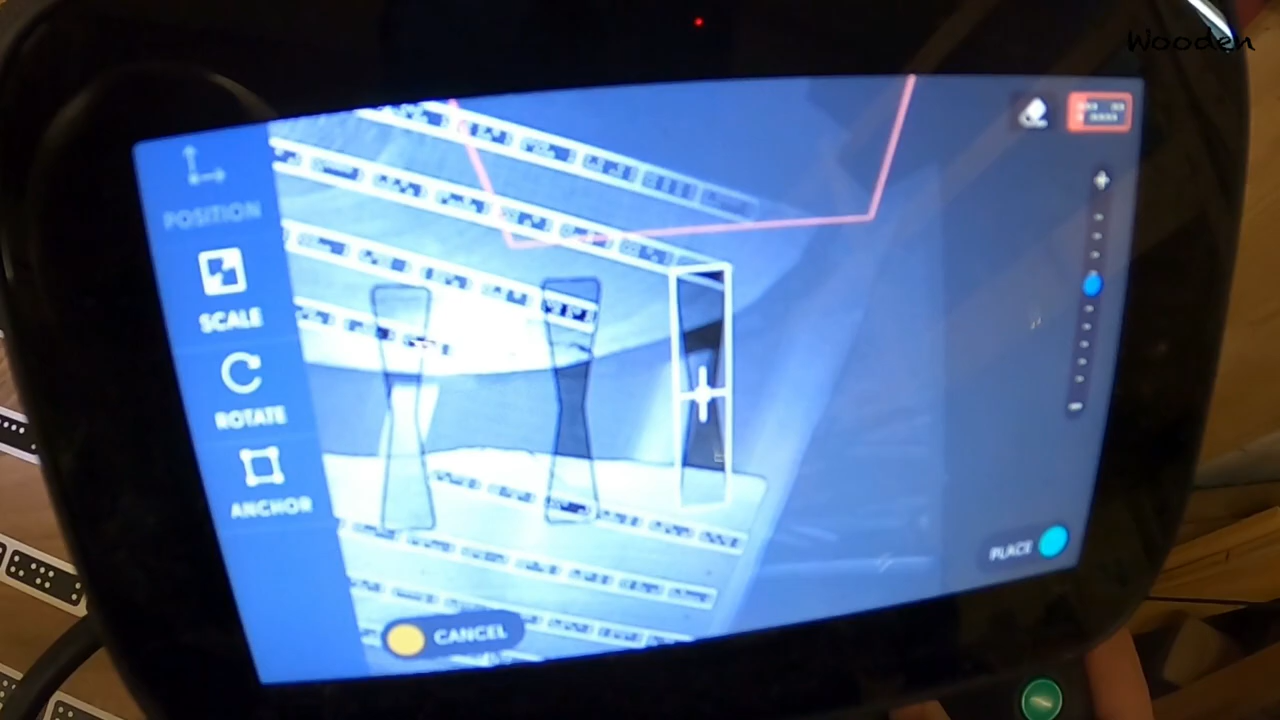 Wooden
POSITION
SCALE
ROTATE
ANCHOR
PLACE
CANCEL